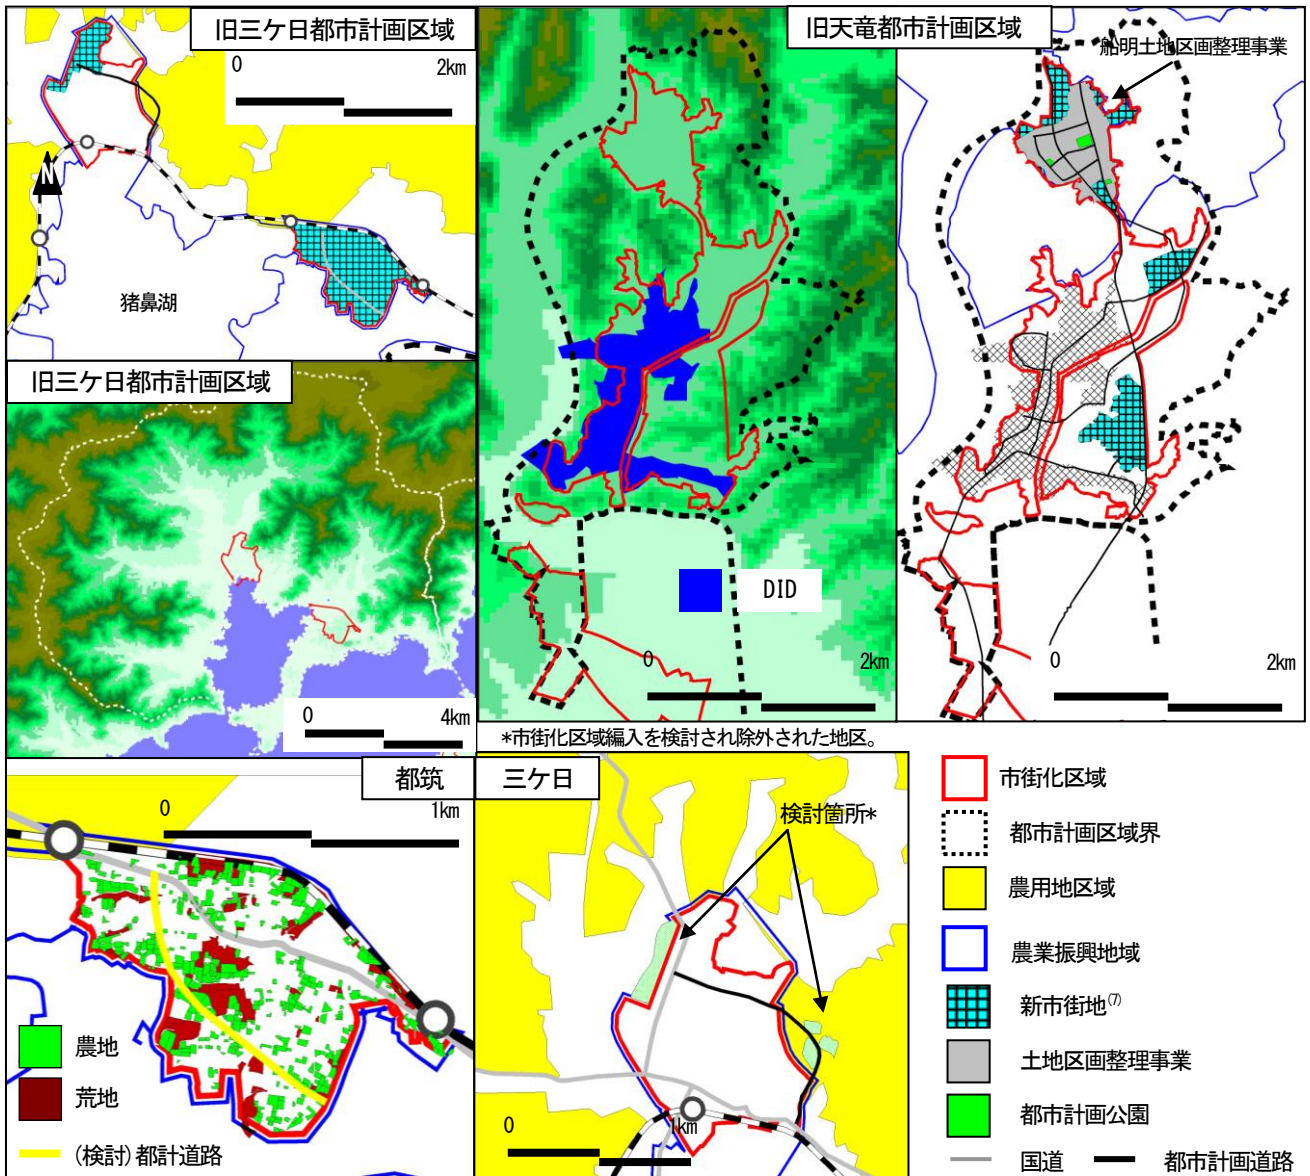 旧三ケ日都市計画区域
0
2km
N
猪鼻湖
旧天竜都市計画区域
船明土地区画整理事業
DID
0
2km
0
2km
旧三ケ日都市計画区域
0
4km
*市街化区域編入を検討され除外された地区。
都筑
0
1km
農地
荒地
(検討)都計道路
三ケ日
検討箇所*
0
1km
市街化区域
都市計画区域界
農用地区域
農業振興地域
新市街地(7)
土地区画整理事業
都市計画公園
国道
都市計画道路